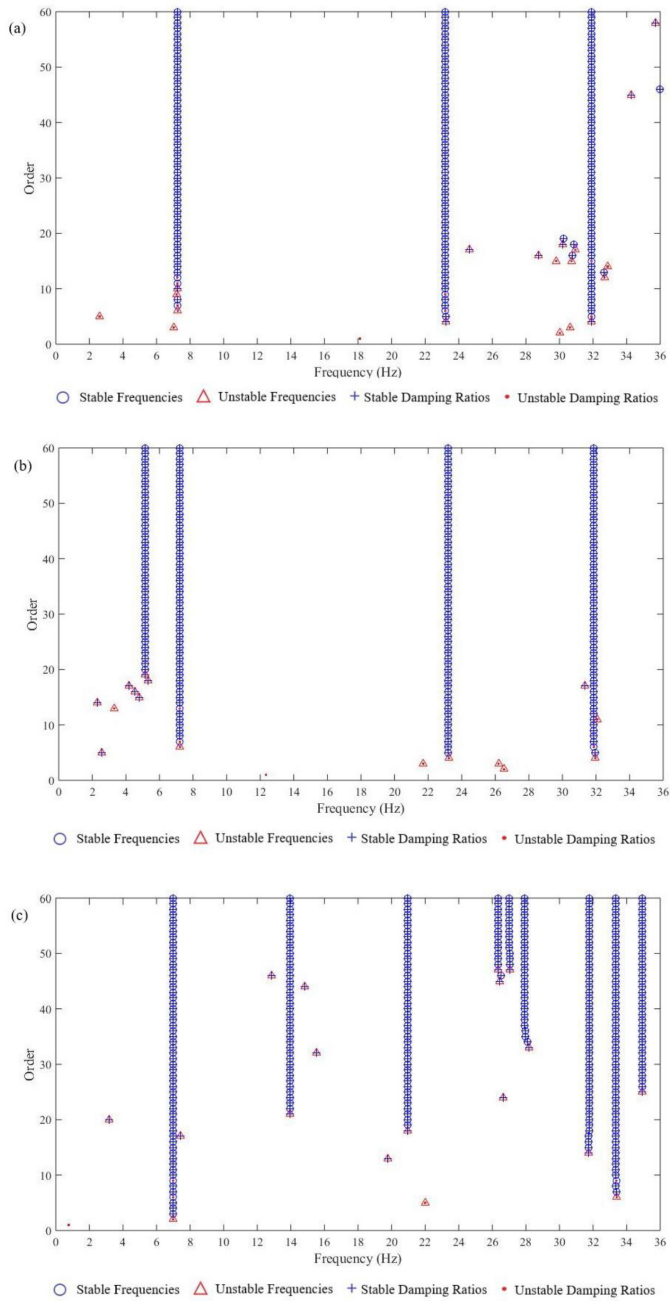 (a)
60
50
40
Order
30
20
10
0
0 2 4 6 8 10 12 14 16 18 20 22 24 26 28 30 32 34 36
Frequency (Hz)
Stable Frequencies Unstable Frequencies Stable Damping Ratios Unstable Damping Ratios
(b)
60
50
40
Order
30
20
10
0
0 2 4 6 8 10 12 14 16 18 20 22 24 26 28 30 32 34 36
Frequency (Hz)
Stable Frequencies Unstable Frequencies Stable Damping Ratios Unstable Damping Ratios
(c)
60
50
40
Order
30
20
10
0
0 2 4 6 8 10 12 14 16 18 20 22 24 26 28 30 32 34 36
Frequency (Hz)
Stable Frequencies Unstable Frequencies Stable Damping Ratios Unstable Damping Ratios